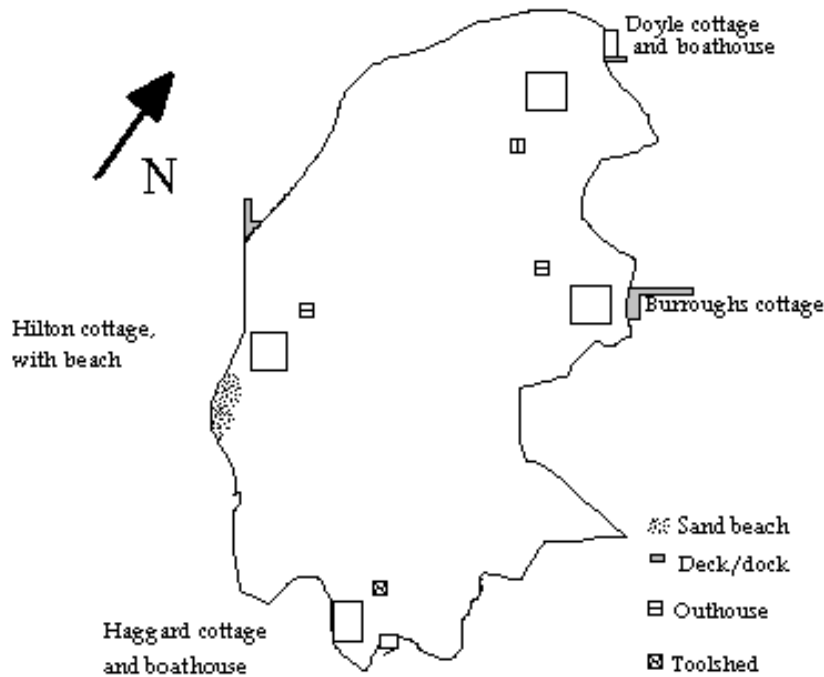 Doyle cottage
and boathouse
N
Burroughs cottage
Hilton cottage,
with beach
Sand beach
Deck/dock
Outhouse
Toolshed
Haggard cottage
and boathouse